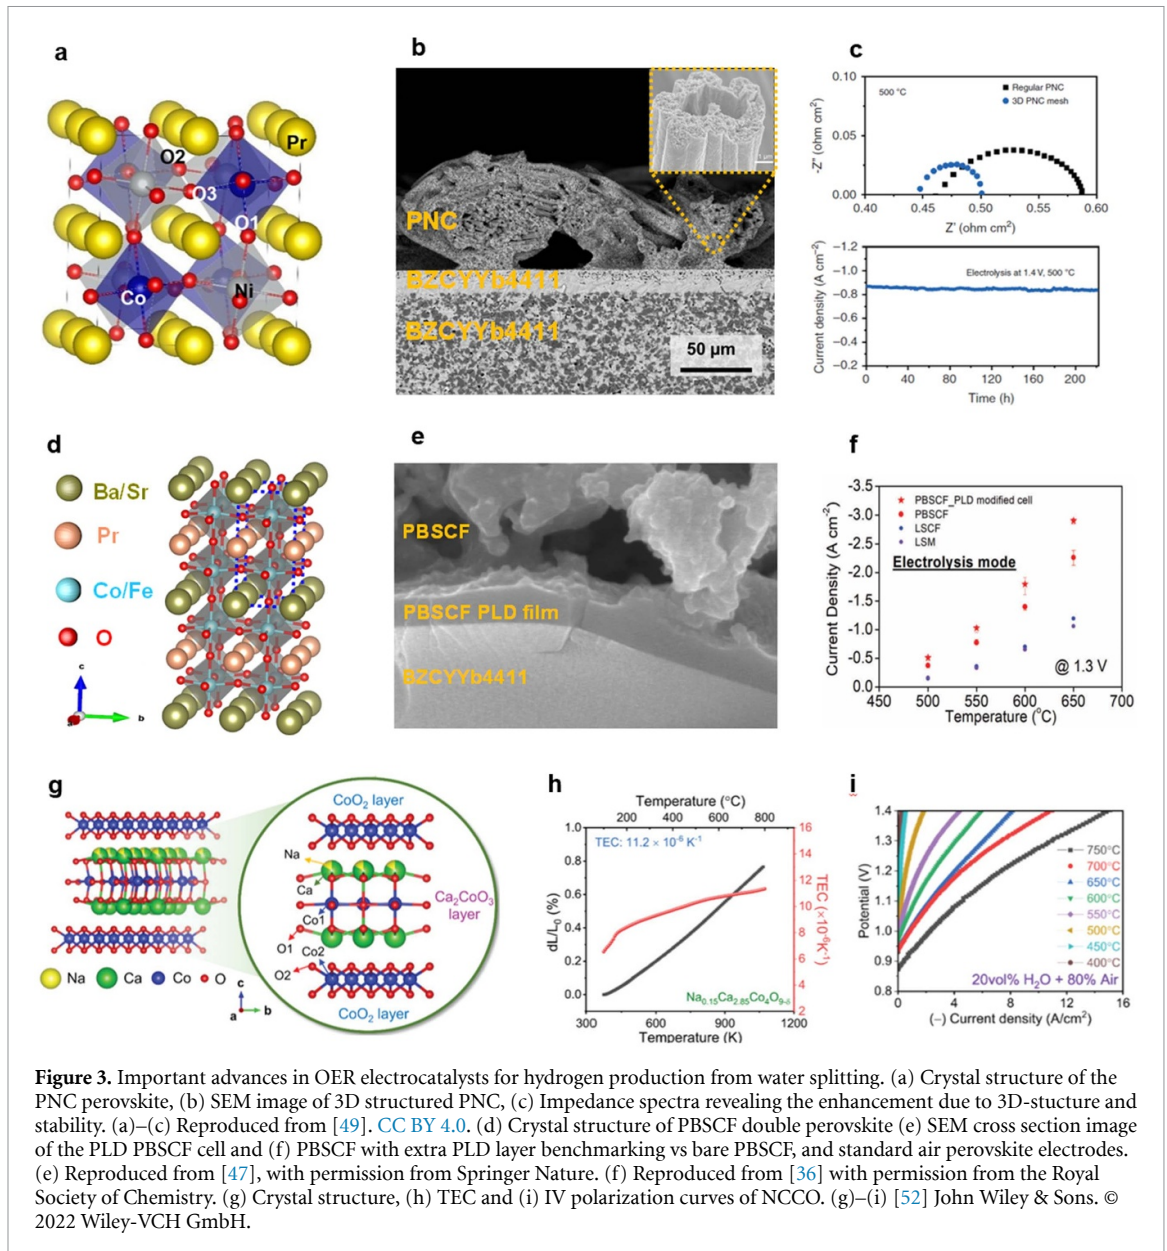 a
Pr
O2
O3
O1
Co
Ni
b
PNC
BZCYYb4411
BZCYYb4411
1 μm
50 μm
c
500 °C
Regular PNC
3D PNC mesh
-Z" (ohm cm²)
0.10
0.05
0.00
0.40 0.45 0.50 0.55 0.60
Z' (ohm cm²)
Current density (A cm⁻²)
−1.2
−1.0
−0.8
−0.6
−0.4
−0.2
Electrolysis at 1.4 V, 500 °C
0 40 80 120 160 200
Time (h)
d
Ba/Sr
Pr
Co/Fe
O
c
a
b
e
PBSCF
PBSCF PLD film
BZCYYb4411
f
Current Density (A cm⁻²)
-3.5
-3.0
-2.5
-2.0
-1.5
-1.0
-0.5
0.0
PBSCF_PLD modified cell
PBSCF
LSCF
LSM
Electrolysis mode
@ 1.3 V
450 500 550 600 650 700
Temperature (°C)
g
CoO₂ layer
Na
Ca
Ca₂CoO₃
layer
Co1
O1
Co2
O2
CoO₂ layer
Na Ca Co O
c
a b
h
Temperature (°C)
200 400 600 800
dL/L₀ (%)
1.0
0.8
0.6
0.4
0.2
0.0
TEC: 11.2 × 10⁻⁶ K⁻¹
16
14
12
10
8
6
4
2
TEC (×10⁻⁶K⁻¹)
Na₀.₁₅Ca₂.₈₅Co₄O₉₋δ
300 600 900 1200
Temperature (K)
i
Potential (V)
1.4
1.3
1.2
1.1
1.0
0.9
0.8
750°C
700°C
650°C
600°C
550°C
500°C
450°C
400°C
20vol% H₂O + 80% Air
0 4 8 12 16
(−) Current density (A/cm²)
Figure 3. Important advances in OER electrocatalysts for hydrogen production from water splitting. (a) Crystal structure of the
PNC perovskite, (b) SEM image of 3D structured PNC, (c) Impedance spectra revealing the enhancement due to 3D-stucture and
stability. (a)–(c) Reproduced from [49]. CC BY 4.0. (d) Crystal structure of PBSCF double perovskite (e) SEM cross section image
of the PLD PBSCF cell and (f) PBSCF with extra PLD layer benchmarking vs bare PBSCF, and standard air perovskite electrodes.
(e) Reproduced from [47], with permission from Springer Nature. (f) Reproduced from [36] with permission from the Royal
Society of Chemistry. (g) Crystal structure, (h) TEC and (i) IV polarization curves of NCCO. (g)–(i) [52] John Wiley & Sons. ©
2022 Wiley-VCH GmbH.